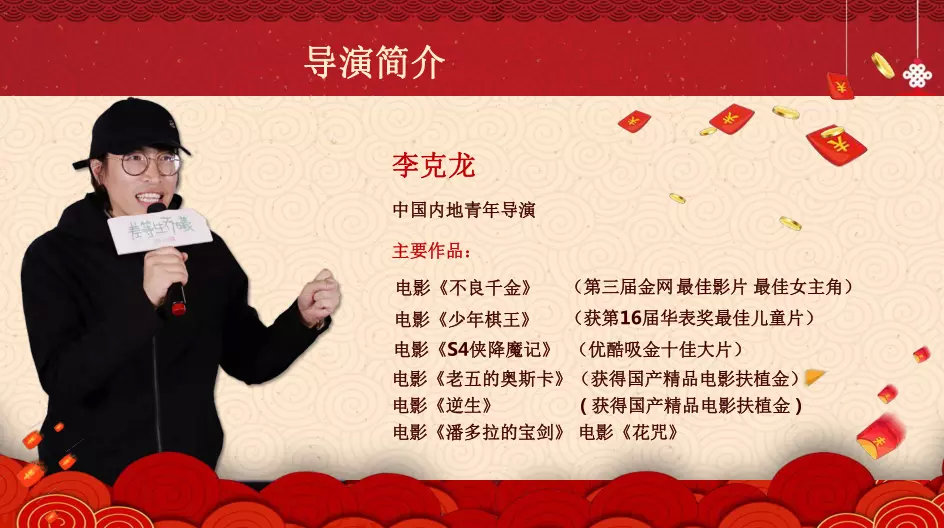 导演简介
李克龙
中国内地青年导演
主要作品：
电影《不良千金》 （第三届金网 最佳影片 最佳女主角）
电影《少年棋王》 （获第16届华表奖最佳儿童片）
电影《S4侠降魔记》 （优酷吸金十佳大片）
电影《老五的奥斯卡》（获得国产精品电影扶植金）
电影《逆生》 ( 获得国产精品电影扶植金 )
电影《潘多拉的宝剑》 电影《花咒》
差等生乔曦